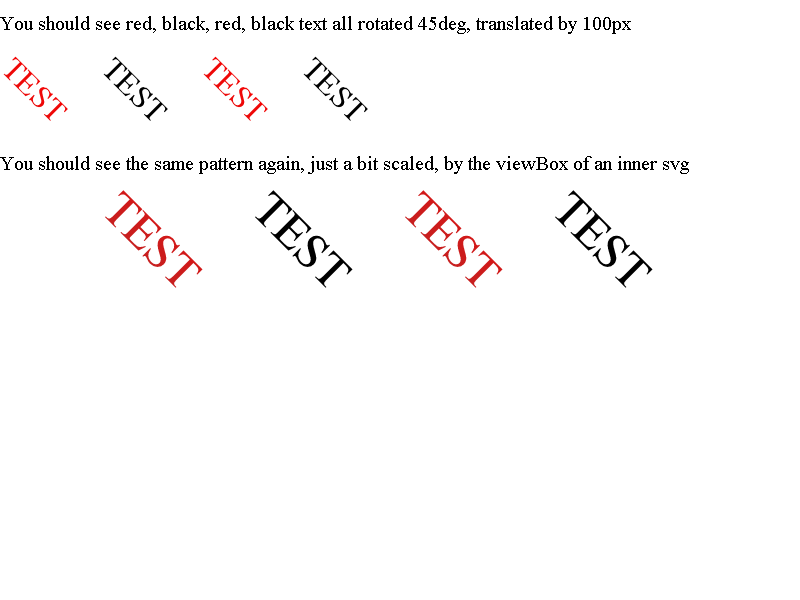 You should see red, black, red, black text all rotated 45deg, translated by 100px
TEST TEST TEST TEST
You should see the same pattern again, just a bit scaled, by the viewBox of an inner svg
TEST TEST TEST TEST